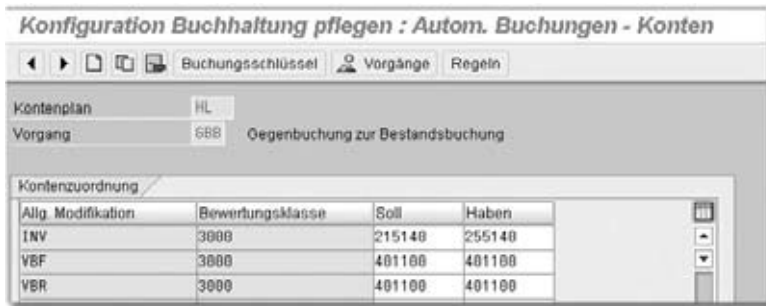 Konfiguration Buchhaltung pflegen : Autom. Buchungen - Konten
Buchungsschlüssel Vorgänge Regeln
Kontenplan HL
Vorgang GBB Gegenbuchung zur Bestandsbuchung
Kontenzuordnung
Allg. Modifikation Bewertungsklasse Soll Haben
INV 3000 215140 255140
VBF 3000 401100 401100
VBR 3000 401100 401100